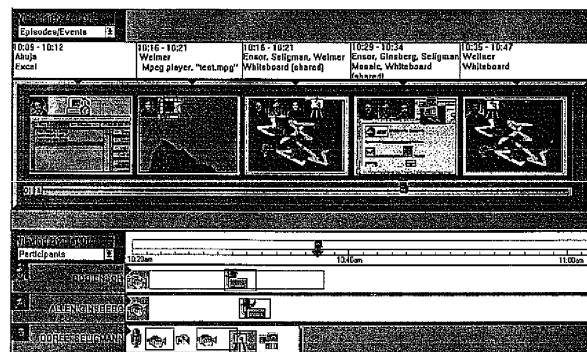 Episodes/Events
10:09 - 10:12
Ahuja
Excel
10:16 - 10:21
Weimer
Mpeg player, "test.mpg"
10:16 - 10:21
Ensor, Seligman, Weimer
Whiteboard (shared)
10:29 - 10:34
Ensor, Ginsberg, Seligman
Mosaic, Whiteboard
(shared)
10:35 - 10:47
Weimer
Whiteboard
Participants
10:20am
10:40am
11:00am
ALLEN GINSBERG
DOREE SELIGMANN